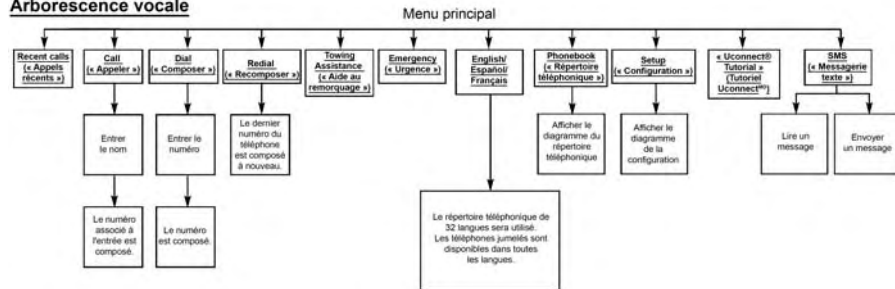 Arborescence vocale
Menu principal
Recent calls
(« Appels
récents »)
Call
(« Appeler »)
Dial
(« Composer »)
Redial
(« Recomposer »)
Towing
Assistance
(« Aide au
remorquage »)
Emergency
(« Urgence »)
English/
Español/
Français
Phonebook
(« Répertoire
téléphonique »)
Setup
(« Configuration »)
« Uconnect®
Tutorial »
(Tutoriel
Uconnectᴹᴰ)
SMS
(« Messagerie
texte »)
Entrer
le nom
Entrer le
numéro
Le dernier
numéro du
téléphone
est composé
à nouveau.
Afficher le
diagramme du
répertoire
téléphonique
Afficher le
diagramme
de la
configuration
Lire un
message
Envoyer
un message
Le numéro
associé à
l'entrée est
composé.
Le numéro
est composé.
Le répertoire téléphonique de
32 langues sera utilisé.
Les téléphones jumelés sont
disponibles dans toutes
les langues.